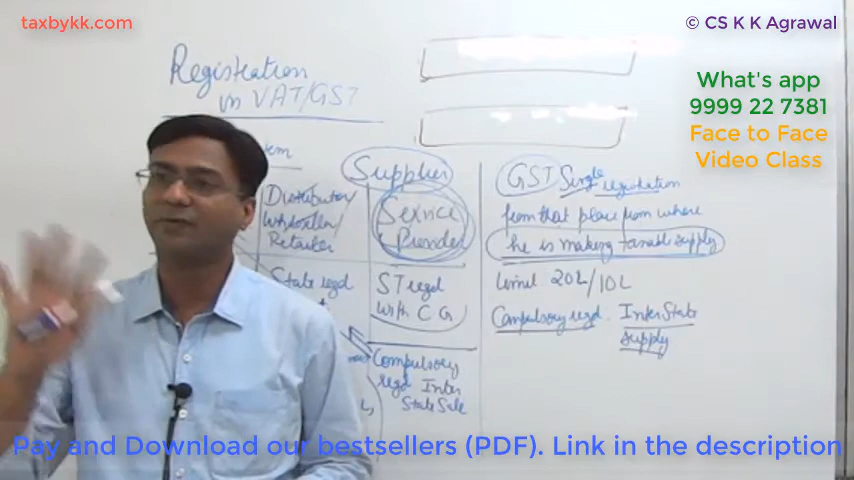 taxbykk.com
© CS K K Agrawal
What's app
9999 22 7381
Face to Face
Video Class
Registration
in VAT/GST
Supplier
Distributor/
Wholesaler/
Retailer
State regd
Service
Provider
ST regd
with C G
Compulsory
regd Inter
State Sale
GST Single registration
from that place from where
he is making taxable supply
Limit 20L/10L
Compulsory regd. InterState
supply
Pay and Download our bestsellers (PDF). Link in the description